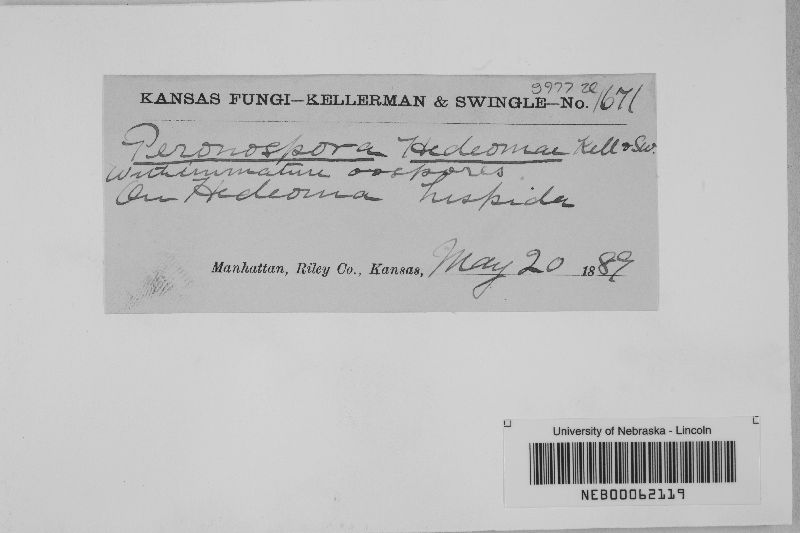 9977 20
KANSAS FUNGI—KELLERMAN & SWINGLE—No. 1671
Peronospora Hedeomae Kell & Sw.
With immature oospores
On Hedeoma hispida
Manhattan, Riley Co., Kansas, May 20 1889
University of Nebraska - Lincoln
NEB00062119